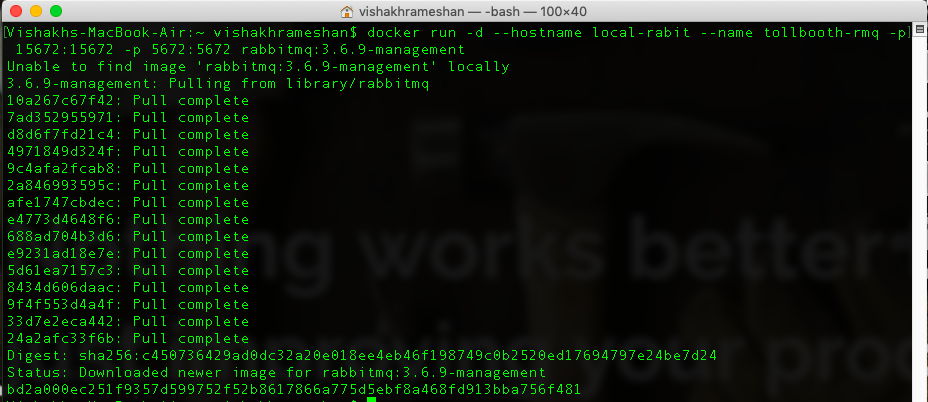 vishakhrameshan — -bash — 100×40
[Vishakhs-MacBook-Air:~ vishakhrameshan$ docker run -d --hostname local-rabit --name tollbooth-rmq -p]
15672:15672 -p 5672:5672 rabbitmq:3.6.9-management
Unable to find image 'rabbitmq:3.6.9-management' locally
3.6.9-management: Pulling from library/rabbitmq
10a267c67f42: Pull complete
7ad352955971: Pull complete
d8d6f7fd21c4: Pull complete
4971849d324f: Pull complete
9c4afa2fcab8: Pull complete
2a846993595c: Pull complete
afe1747cbdec: Pull complete
e4773d4648f6: Pull complete
688ad704b3d6: Pull complete
e9231ad18e7e: Pull complete
5d61ea7157c3: Pull complete
8434d606daac: Pull complete
9f4f553d4a4f: Pull complete
33d7e2eca442: Pull complete
24a2afc33f6b: Pull complete
Digest: sha256:c450736429ad0dc32a20e018ee4eb46f198749c0b2520ed17694797e24be7d24
Status: Downloaded newer image for rabbitmq:3.6.9-management
bd2a000ec251f9357d599752f52b8617866a775d5ebf8a468fd913bba756f481
works better
your